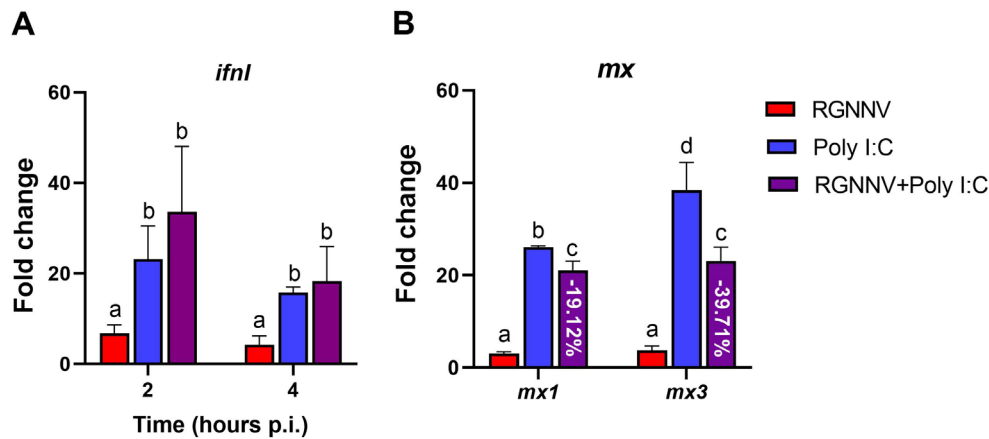 A
ifnl
60
40
20
0
Fold change
b
b
a
b
b
a
2
4
Time (hours p.i.)
B
mx
60
40
20
0
Fold change
d
b
c
c
a
a
-19.12%
-39.71%
mx1
mx3
RGNNV
Poly I:C
RGNNV+Poly I:C